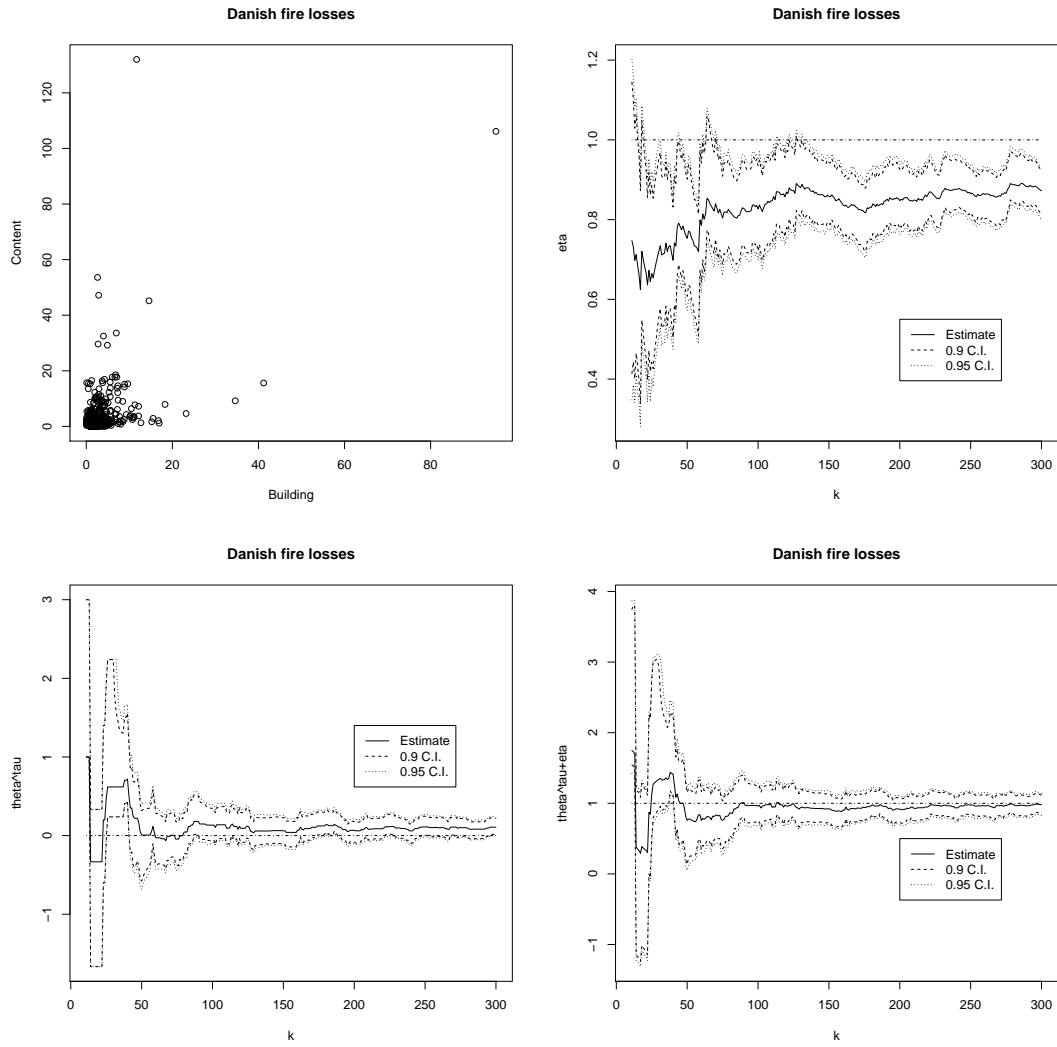 Danish fire losses
Content
0 20 40 60 80 100 120
0 20 40 60 80
Building
Danish fire losses
eta
0.4 0.6 0.8 1.0 1.2
Estimate
0.9 C.I.
0.95 C.I.
0 50 100 150 200 250 300
k
Danish fire losses
theta^tau
−1 0 1 2 3
Estimate
0.9 C.I.
0.95 C.I.
0 50 100 150 200 250 300
k
Danish fire losses
theta^tau+eta
−1 0 1 2 3 4
Estimate
0.9 C.I.
0.95 C.I.
0 50 100 150 200 250 300
k